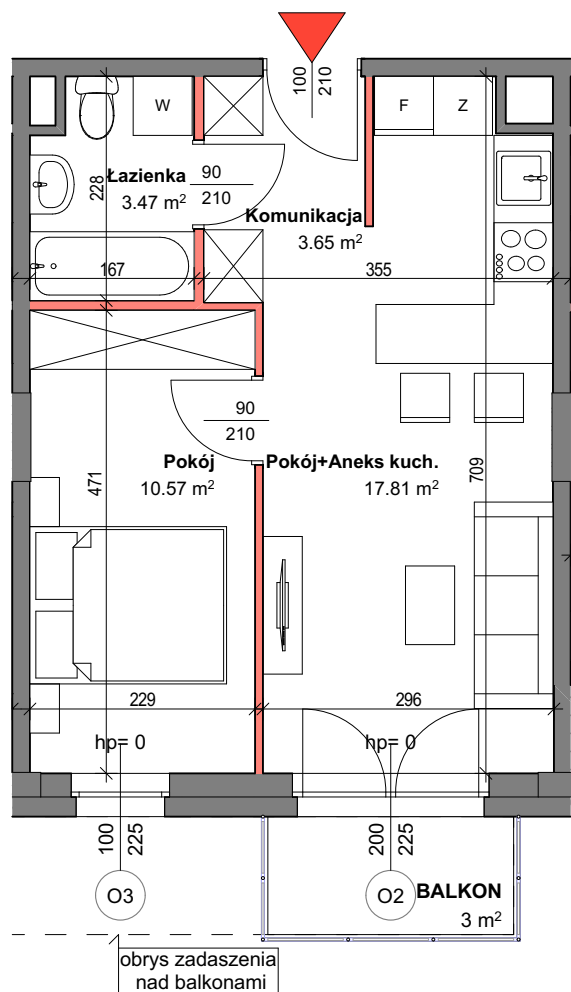 100
210
W
F
Z
Łazienka
3.47 m²
228
90
210
Komunikacja
3.65 m²
167
355
90
210
Pokój
10.57 m²
471
Pokój+Aneks kuch.
17.81 m²
709
229
296
hp= 0
hp= 0
100
225
200
225
O3
O2
BALKON
3 m²
obrys zadaszenia
nad balkonami